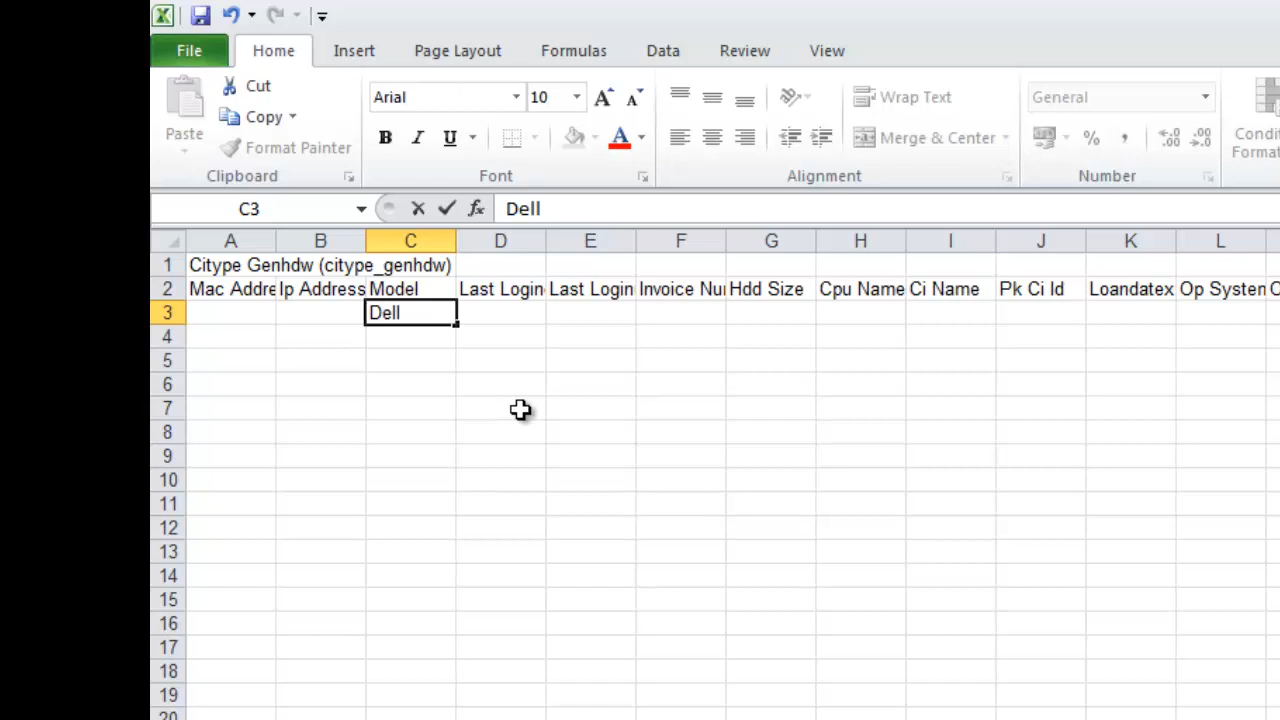 File Home Insert Page Layout Formulas Data Review View
Paste Cut Copy Format Painter
Clipboard
Arial 10
B I U A
Font
Wrap Text
Merge & Center
Alignment
General
% ,
Number
C3 fx Dell
A B C D E F G H I J K L
1 Citype Genhdw (citype_genhdw)
2 Mac Addre Ip Address Model Last Login Last Login Invoice Nu Hdd Size Cpu Name Ci Name Pk Ci Id Loandatex Op System
3 Dell
4
5
6
7
8
9
10
11
12
13
14
15
16
17
18
19
20